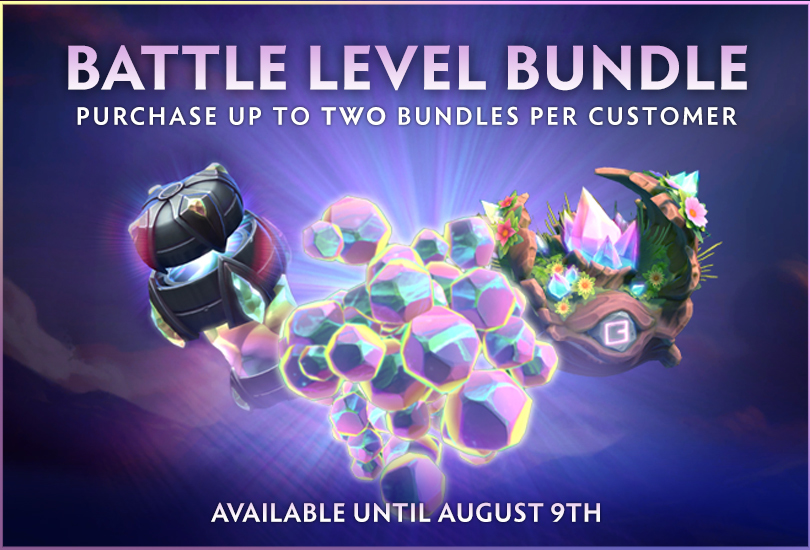 BATTLE LEVEL BUNDLE
PURCHASE UP TO TWO BUNDLES PER CUSTOMER
AVAILABLE UNTIL AUGUST 9TH